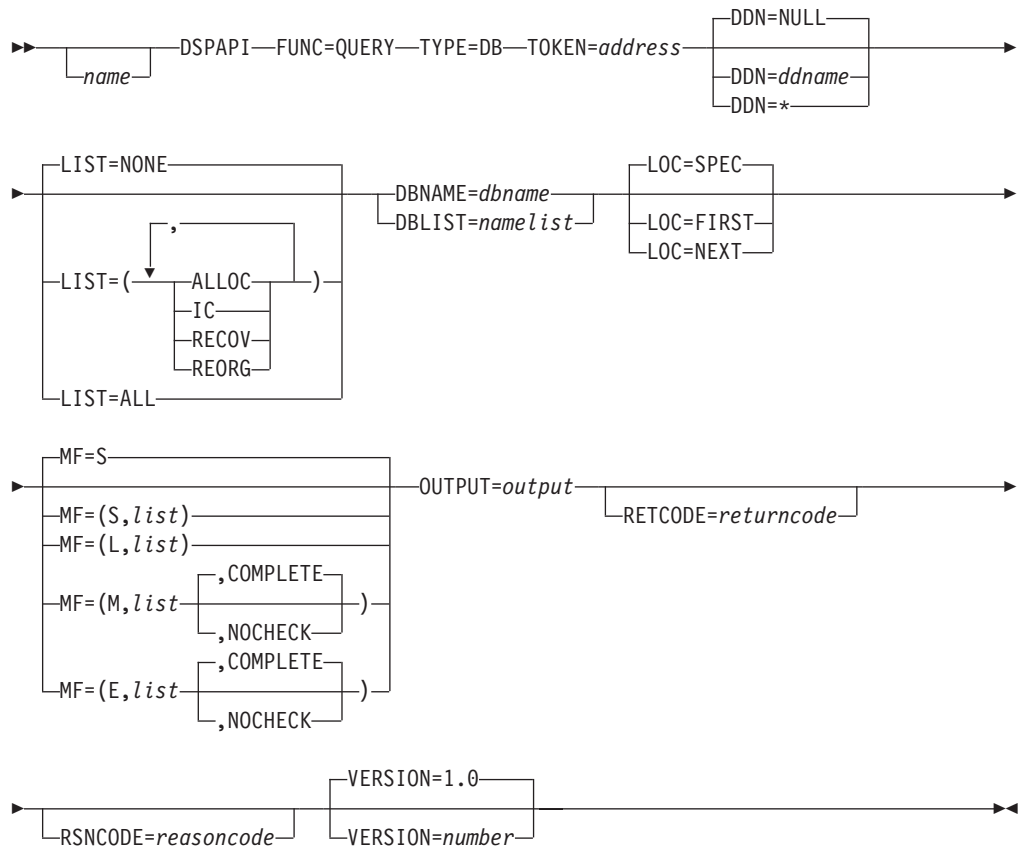 DDN=NULL
name DSPAPI FUNC=QUERY TYPE=DB TOKEN=address
DDN=ddname
DDN=*
LIST=NONE
DBNAME=dbname
DBLIST=namelist
LOC=SPEC
LOC=FIRST
LOC=NEXT
,
LIST=( ALLOC )
IC
RECOV
REORG
LIST=ALL
MF=S
OUTPUT=output
RETCODE=returncode
MF=(S,list)
MF=(L,list)
,COMPLETE
MF=(M,list )
,NOCHECK
,COMPLETE
MF=(E,list )
,NOCHECK
VERSION=1.0
RSNCODE=reasoncode
VERSION=number